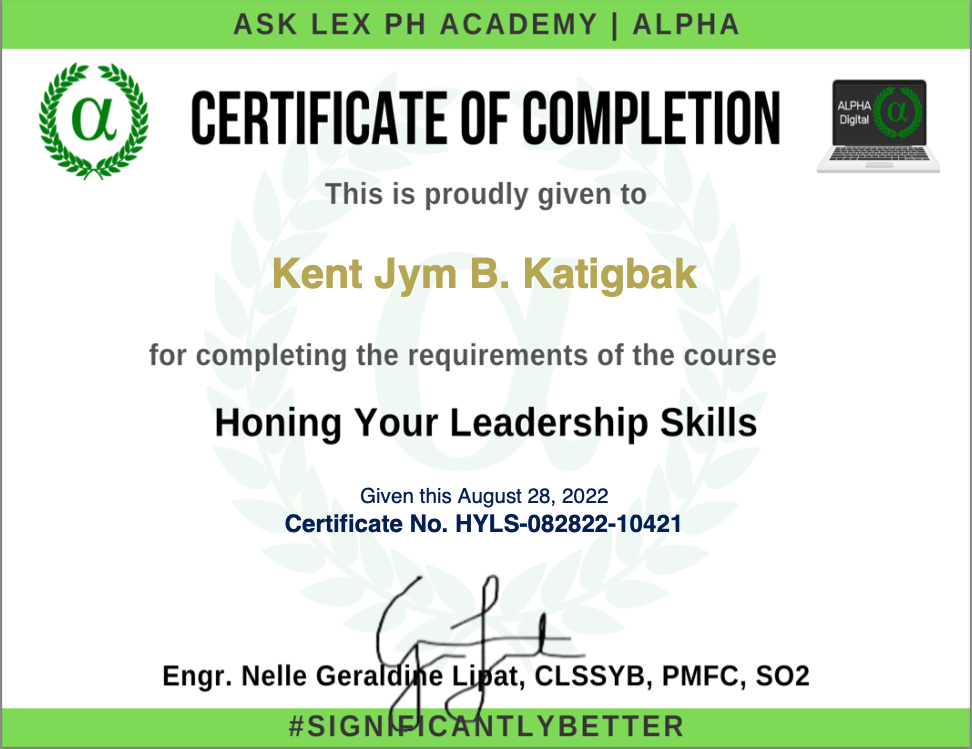 ASK LEX PH ACADEMY | ALPHA
α
CERTIFICATE OF COMPLETION
ALPHA
Digital
α
This is proudly given to
Kent Jym B. Katigbak
for completing the requirements of the course
Honing Your Leadership Skills
Given this August 28, 2022
Certificate No. HYLS-082822-10421
Engr. Nelle Geraldine Lipat, CLSSYB, PMFC, SO2
#SIGNIFICANTLYBETTER